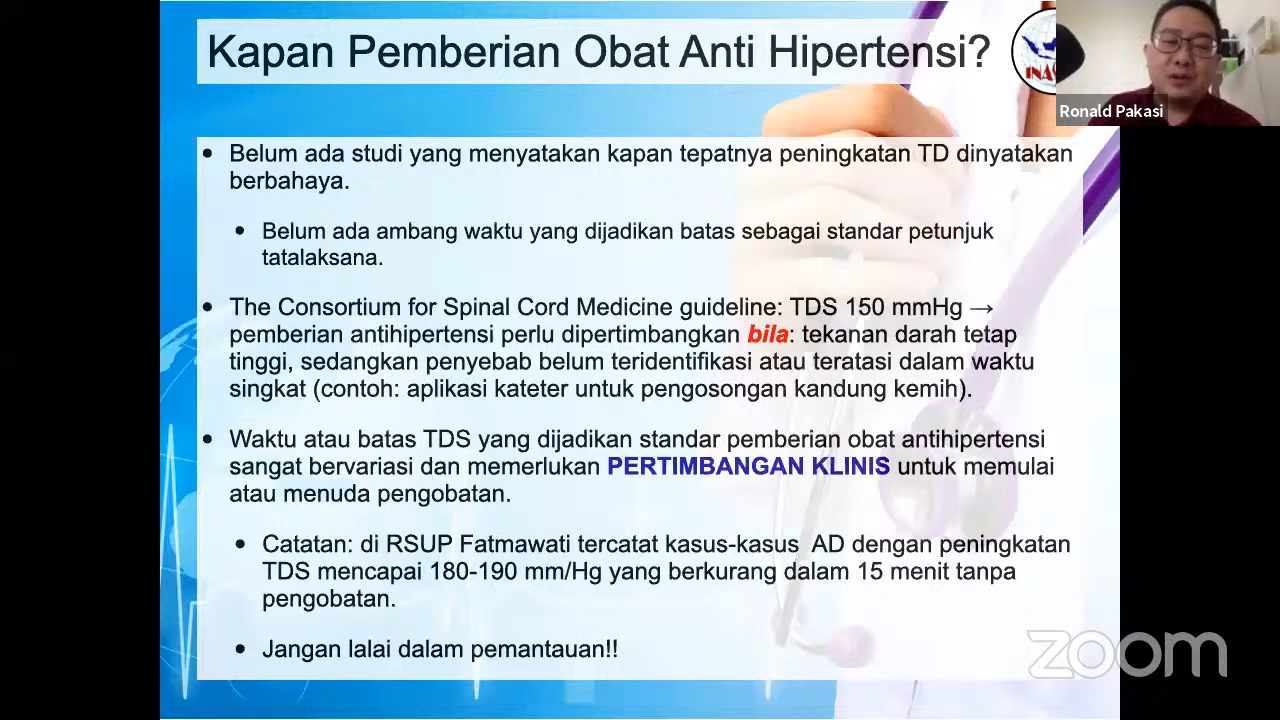 Kapan Pemberian Obat Anti Hipertensi?
INAS
Ronald Pakasi
• Belum ada studi yang menyatakan kapan tepatnya peningkatan TD dinyatakan
berbahaya.
• Belum ada ambang waktu yang dijadikan batas sebagai standar petunjuk
tatalaksana.
• The Consortium for Spinal Cord Medicine guideline: TDS 150 mmHg →
pemberian antihipertensi perlu dipertimbangkan bila: tekanan darah tetap
tinggi, sedangkan penyebab belum teridentifikasi atau teratasi dalam waktu
singkat (contoh: aplikasi kateter untuk pengosongan kandung kemih).
• Waktu atau batas TDS yang dijadikan standar pemberian obat antihipertensi
sangat bervariasi dan memerlukan PERTIMBANGAN KLINIS untuk memulai
atau menuda pengobatan.
• Catatan: di RSUP Fatmawati tercatat kasus-kasus AD dengan peningkatan
TDS mencapai 180-190 mm/Hg yang berkurang dalam 15 menit tanpa
pengobatan.
• Jangan lalai dalam pemantauan!!
zoom